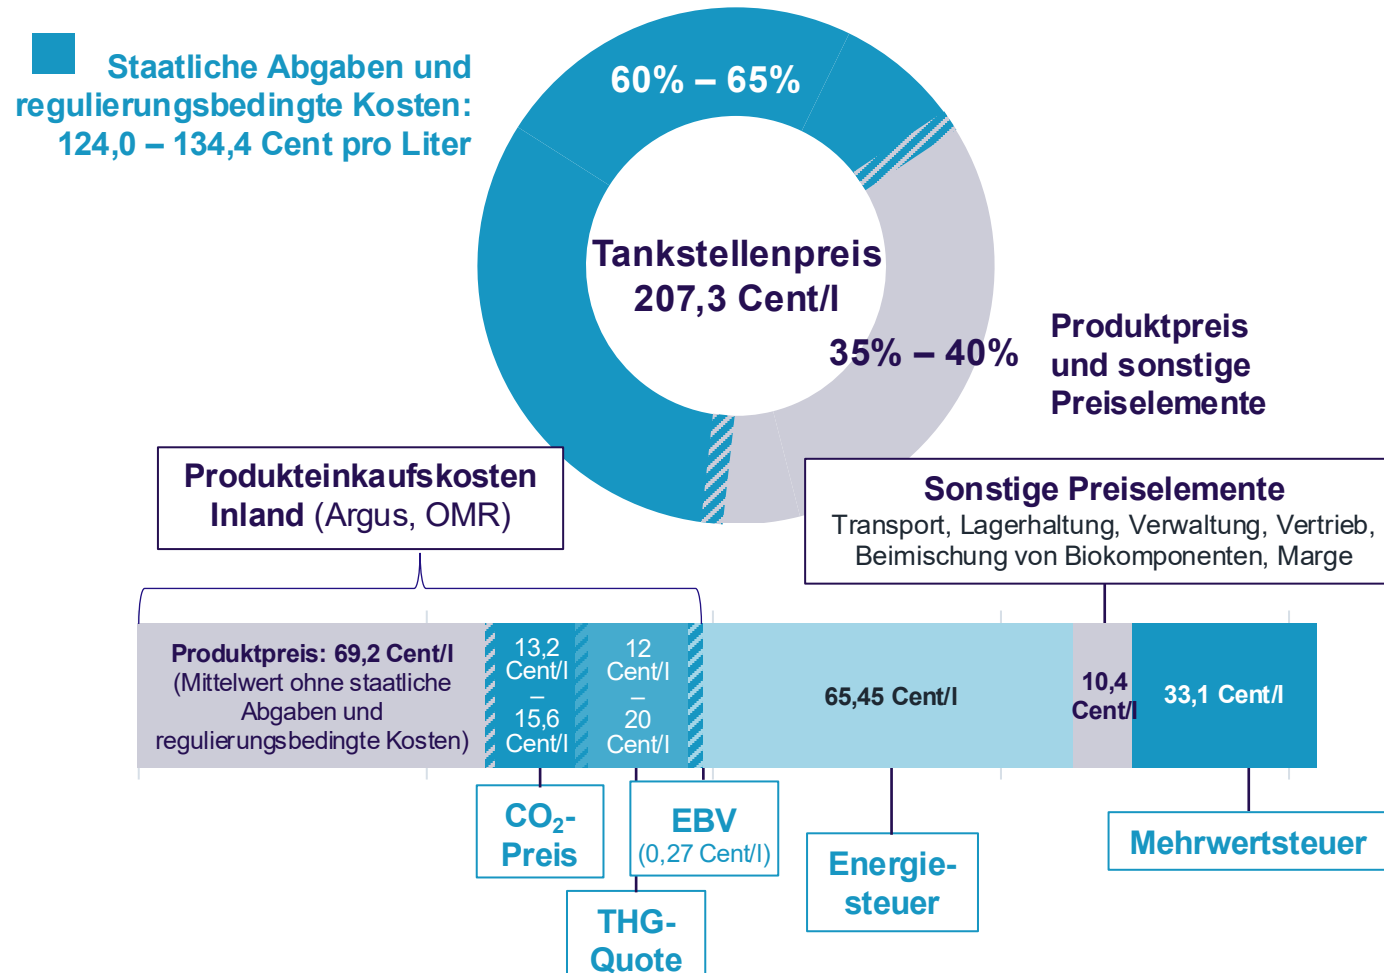 Staatliche Abgaben und
regulierungsbedingte Kosten:
124,0 – 134,4 Cent pro Liter
60% – 65%
Tankstellenpreis
207,3 Cent/l
35% – 40%
Produktpreis
und sonstige
Preiselemente
Produkteinkaufskosten
Inland (Argus, OMR)
Sonstige Preiselemente
Transport, Lagerhaltung, Verwaltung, Vertrieb,
Beimischung von Biokomponenten, Marge
Produktpreis: 69,2 Cent/l
(Mittelwert ohne staatliche
Abgaben und
regulierungsbedingte Kosten)
13,2
Cent/l
–
15,6
Cent/l
12
Cent/l
–
20
Cent/l
65,45 Cent/l
10,4
Cent/l
33,1 Cent/l
CO₂-
Preis
EBV
(0,27 Cent/l)
THG-
Quote
Energie-
steuer
Mehrwertsteuer